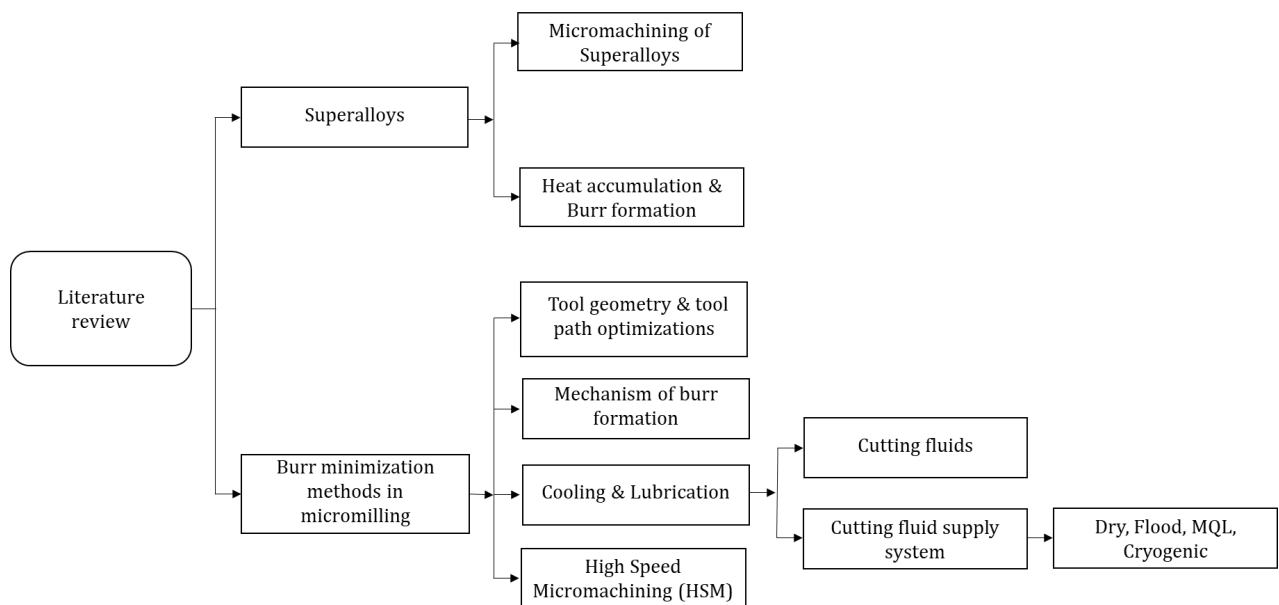 Literature
review
Superalloys
Micromachining of
Superalloys
Heat accumulation &
Burr formation
Burr minimization
methods in
micromilling
Tool geometry & tool
path optimizations
Mechanism of burr
formation
Cooling & Lubrication
Cutting fluids
Cutting fluid supply
system
Dry, Flood, MQL,
Cryogenic
High Speed
Micromachining (HSM)